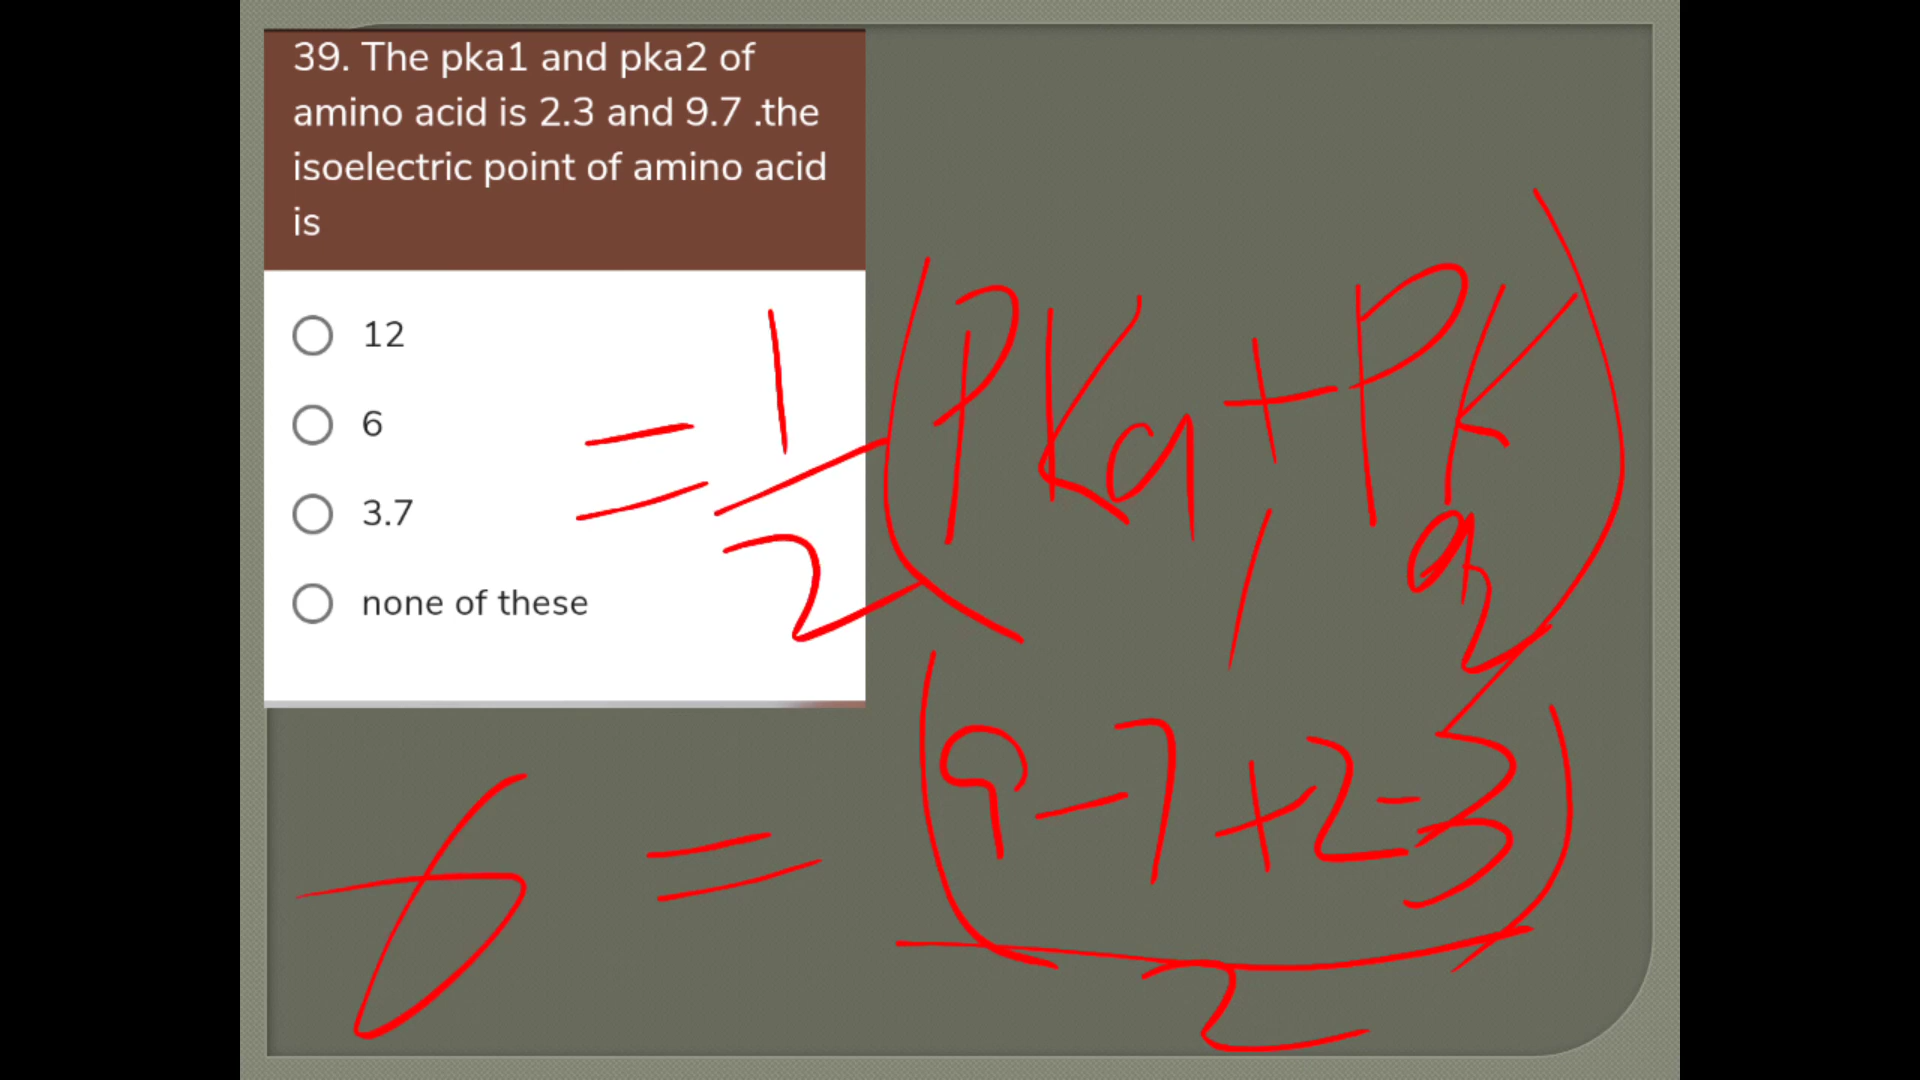 39. The pka1 and pka2 of
amino acid is 2.3 and 9.7 .the
isoelectric point of amino acid
is
12
6
3.7
none of these
= 1/2 (PKa1 + PKa2)
6 = (9-7 + 2-3)/2